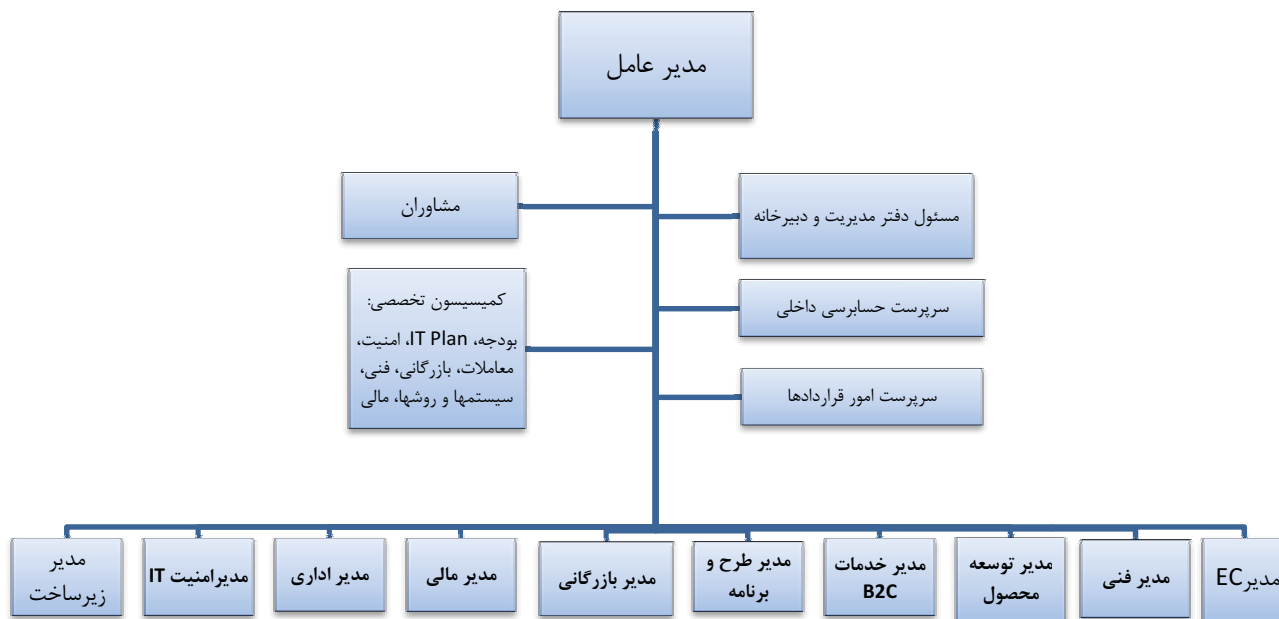 مدیر عامل
مسئول دفتر مدیریت و دبیرخانه
مشاوران
سرپرست حسابرسی داخلی
کمیسیسون تخصصی:
بودجه، IT Plan، امنیت،
معاملات، بازرگانی، فنی،
سیستمها و روشها، مالی
سرپرست امور قراردادها
مدیرEC
مدیر فنی
مدیر توسعه
محصول
مدیر خدمات
B2C
مدیر طرح و
برنامه
مدیر بازرگانی
مدیر مالی
مدیر اداری
مدیرامنیت IT
مدیر
زیرساخت